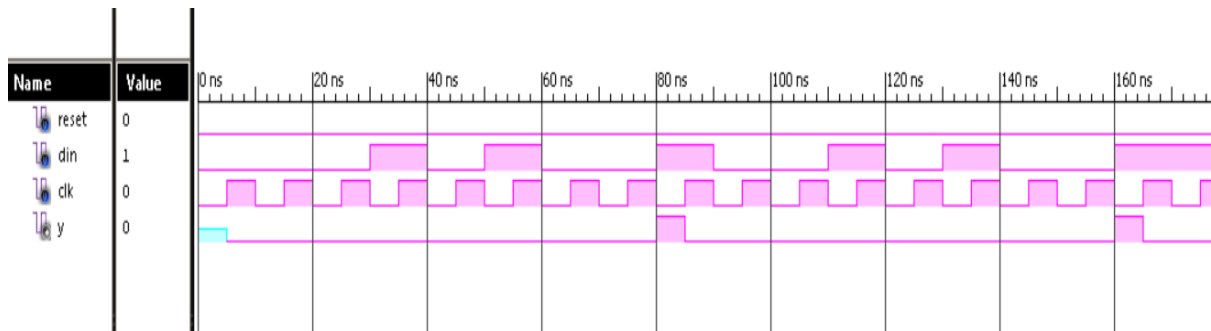 Name Value 0 ns 20 ns 40 ns 60 ns 80 ns 100 ns 120 ns 140 ns 160 ns
reset 0
din 1
clk 0
y 0